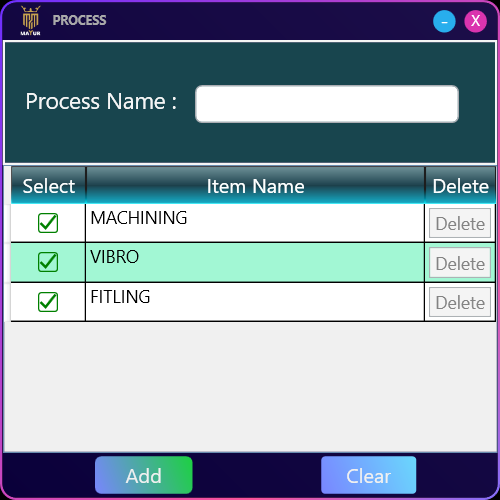 MATUR
PROCESS
–
X
Process Name :
Select Item Name Delete
MACHINING Delete
VIBRO Delete
FITLING Delete
Add Clear